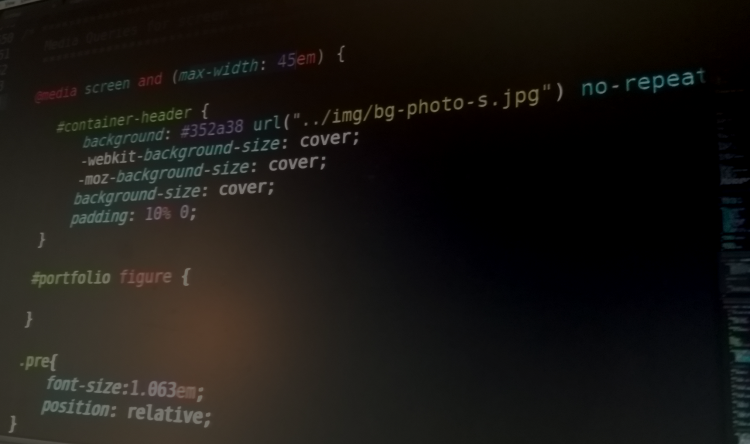 Media Queries
@media screen and (max-width: 45em) {
#container-header {
background: #352a38 url("../img/bg-photo-s.jpg") no-repeat
-webkit-background-size: cover;
-moz-background-size: cover;
background-size: cover;
padding: 10% 0;
}
#portfolio figure {
}
.pre{
font-size:1.063em;
position: relative;
}